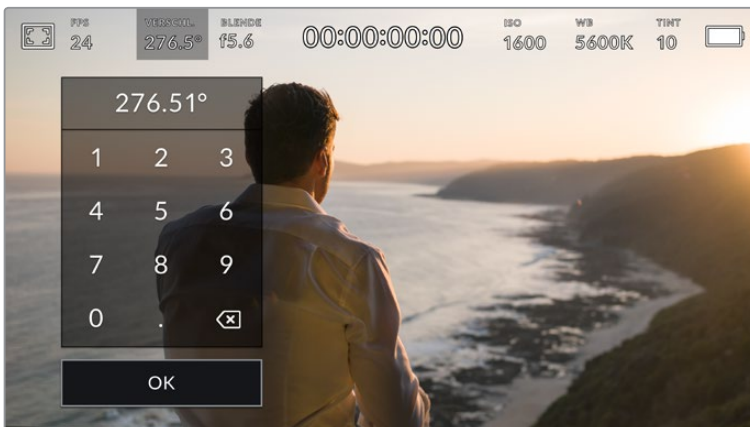 FPS VERSCHL. BLENDE ISO WB TINT
24 276.5° f5.6 00:00:00:00 1600 5600K 10
276.51°
1 2 3
4 5 6
7 8 9
0 .
OK